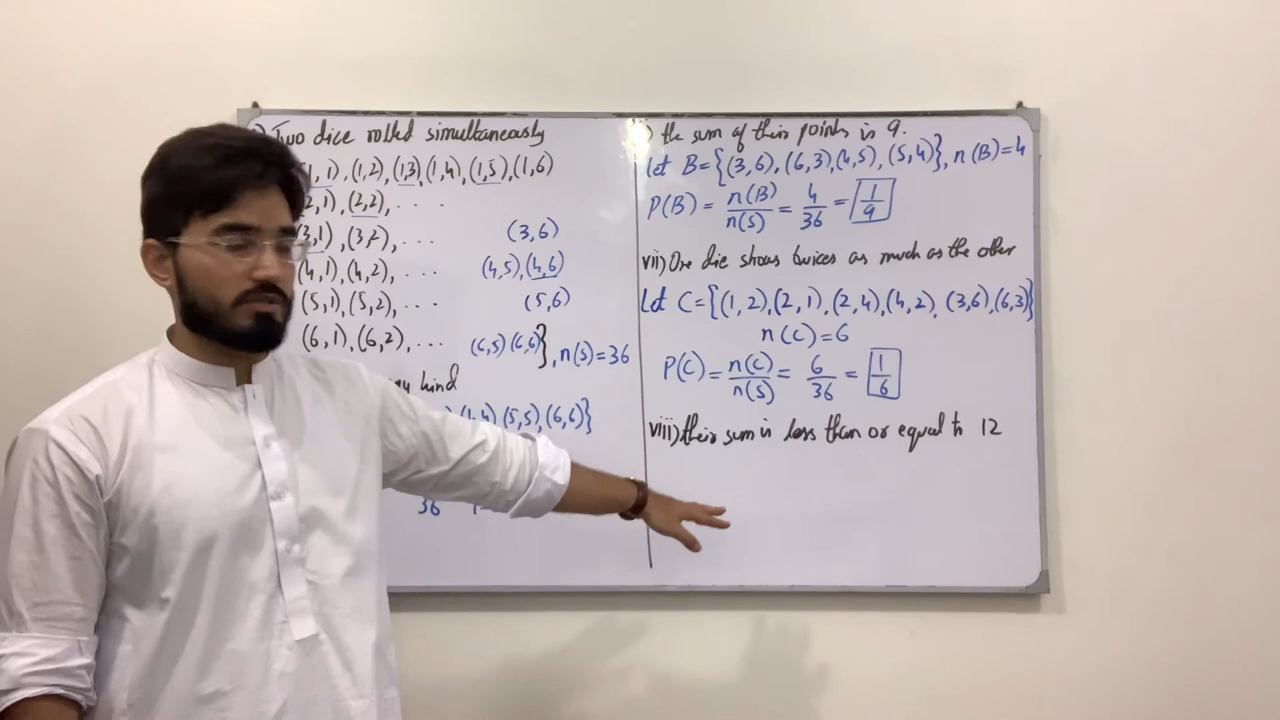 Two dice rolled simultaneously
1), (1,2), (1,3) (1,4), (1,5), (1,6)
2,1), (2,2), . . . .
3,1), (3,2), . . . (3,6)
(4,1), (4,2), . . . (4,5), (4,6)
(5,1), (5,2), . . . (5,6)
(6,1), (6,2), . . . (6,5) (6,6)}, n(S)=36
kind
4,4), (5,5), (6,6)}
36
the sum of their points is 9.
Let B={(3,6), (6,3), (4,5), (5,4)}, n(B)=4
P(B) = n(B)/n(S) = 4/36 = 1/9
vii) One die shows twices as much as the other
Let C={(1,2),(2,1), (2,4),(4,2), (3,6),(6,3)}
n(C)=6
P(C) = n(C)/n(S) = 6/36 = 1/6
viii) their sum is less than or equal to 12